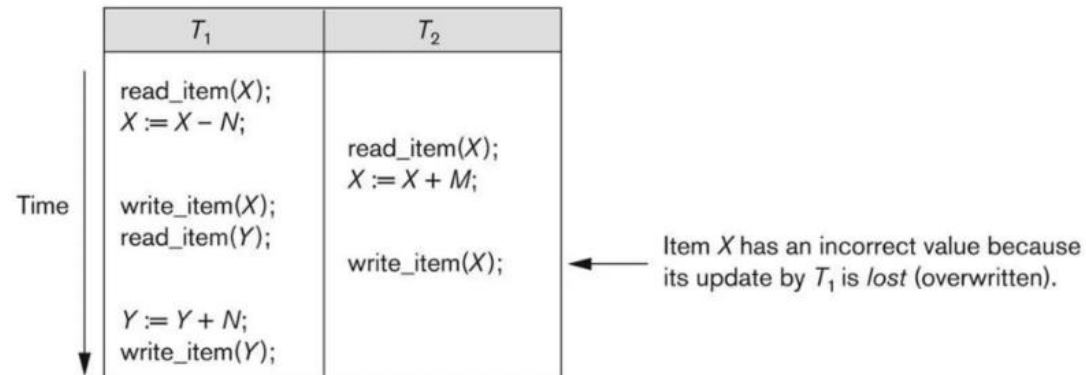 T₁ T₂
read_item(X);
X := X – N;
read_item(X);
X := X + M;
Time
write_item(X);
read_item(Y);
write_item(X);
Item X has an incorrect value because
its update by T₁ is lost (overwritten).
Y := Y + N;
write_item(Y);